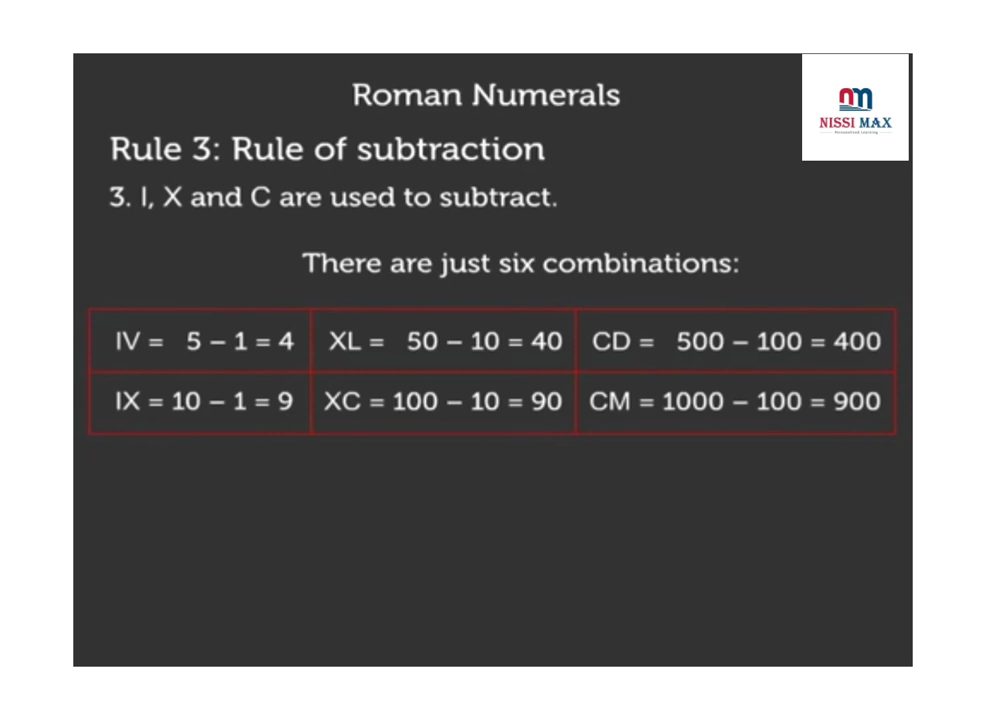 Roman Numerals
NISSI MAX
Personalized Learning
Rule 3: Rule of subtraction
3. I, X and C are used to subtract.
There are just six combinations:
IV = 5 – 1 = 4 XL = 50 – 10 = 40 CD = 500 – 100 = 400
IX = 10 – 1 = 9 XC = 100 – 10 = 90 CM = 1000 – 100 = 900